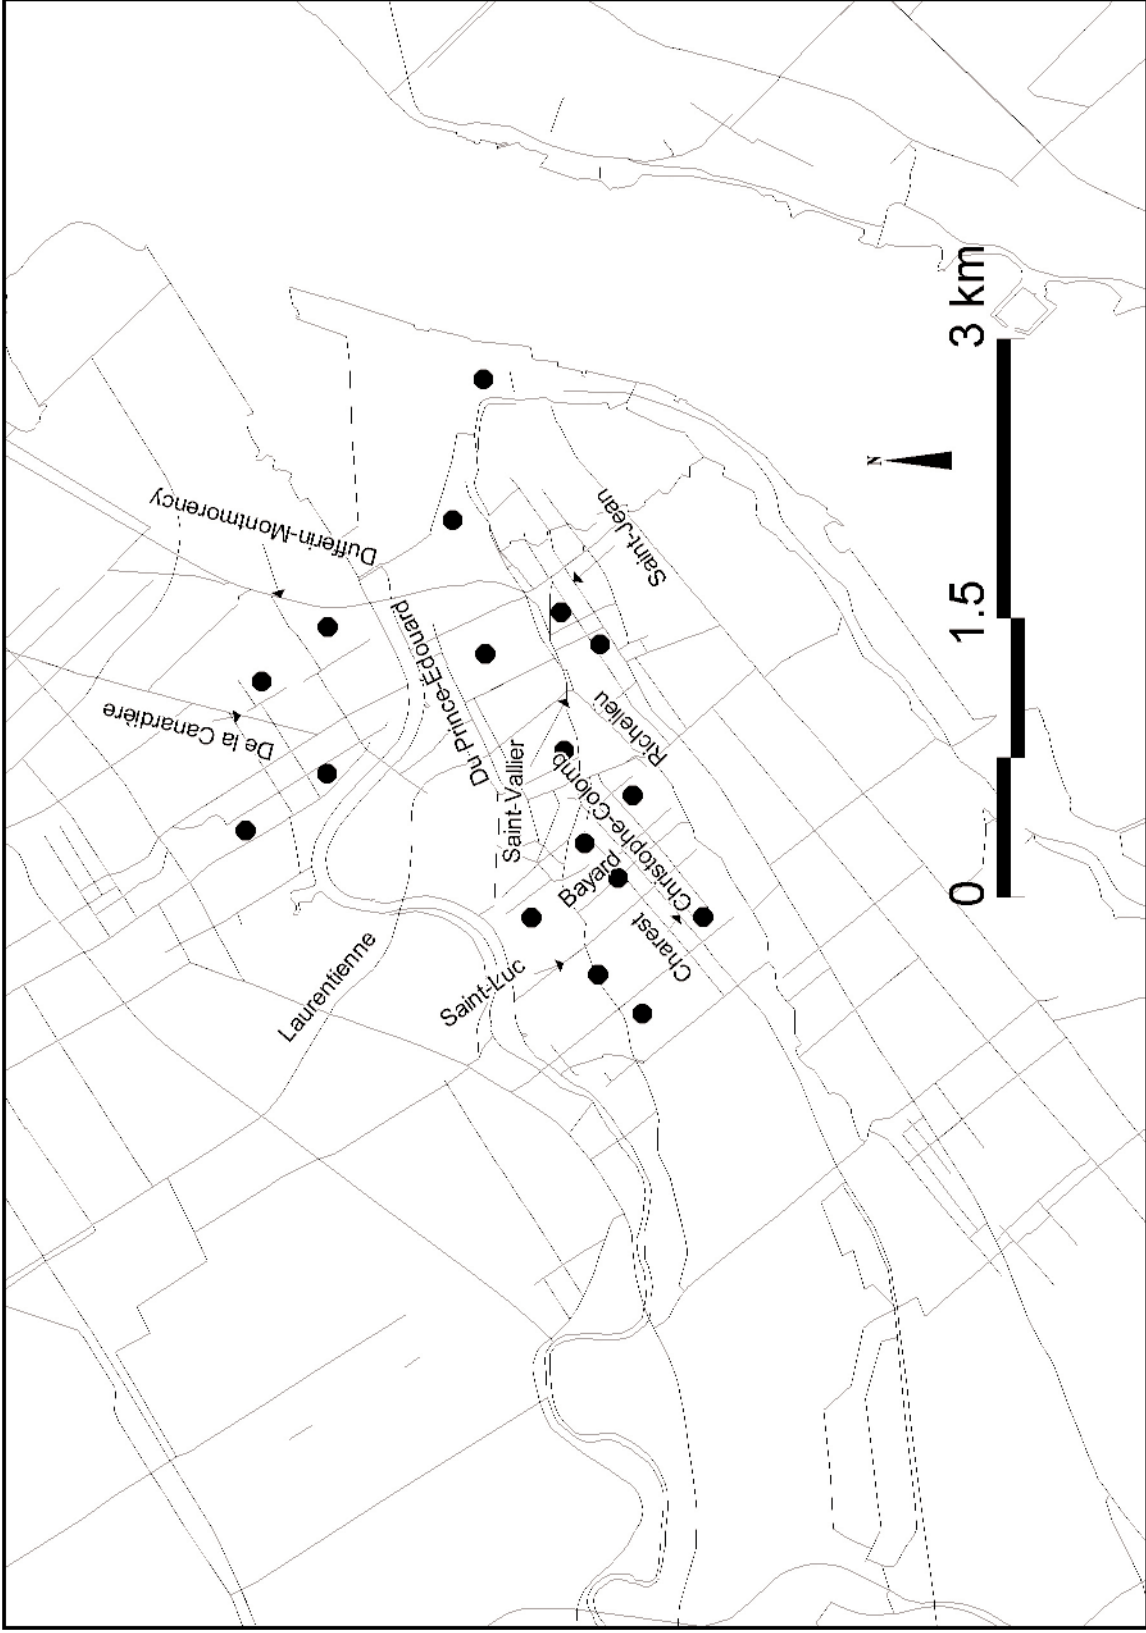 Dufferin-Montmorency
De la Canardière
Du Prince-Edouard
Saint-Jean
Richelieu
Saint-Vallier
Christophe-Colomb
Bayard
Charest
Saint-Luc
Laurentienne
N
0 1.5 3 km